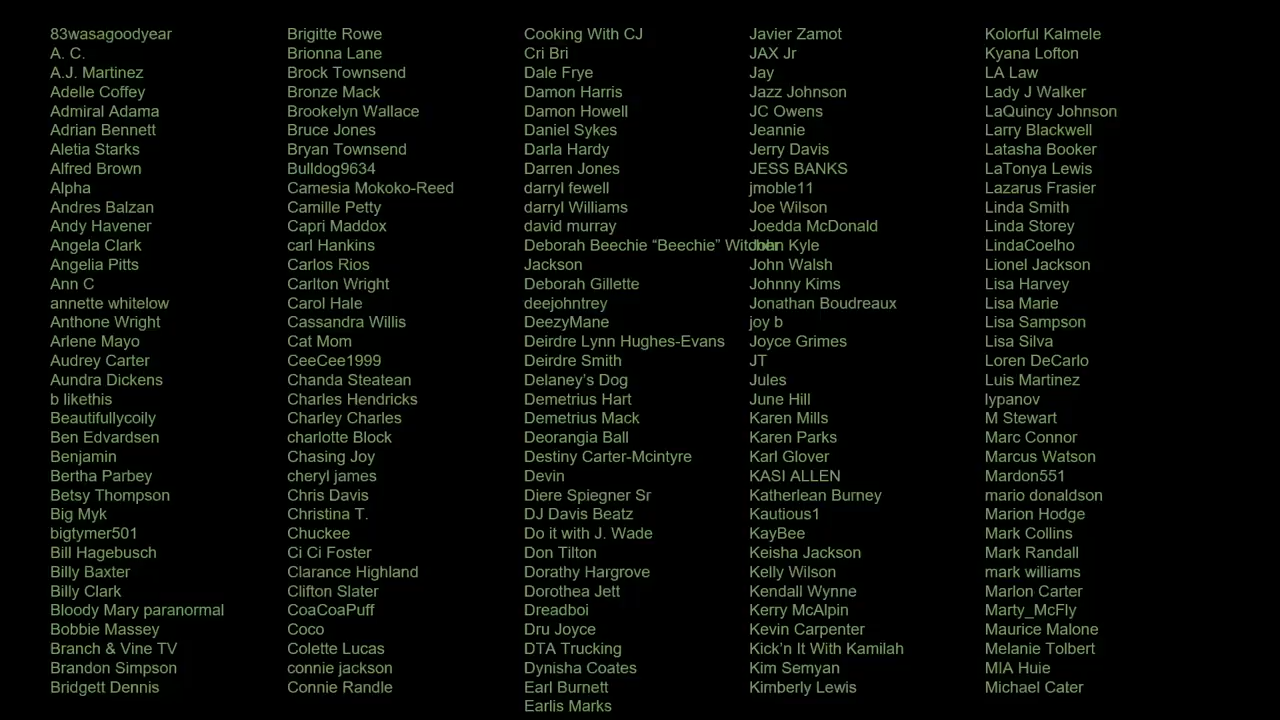 83wasagoodyear
A. C.
A.J. Martinez
Adelle Coffey
Admiral Adama
Adrian Bennett
Aletia Starks
Alfred Brown
Alpha
Andres Balzan
Andy Havener
Angela Clark
Angelia Pitts
Ann C
annette whitelow
Anthone Wright
Arlene Mayo
Audrey Carter
Aundra Dickens
b likethis
Beautifullycoily
Ben Edvardsen
Benjamin
Bertha Parbey
Betsy Thompson
Big Myk
bigtymer501
Bill Hagebusch
Billy Baxter
Billy Clark
Bloody Mary paranormal
Bobbie Massey
Branch & Vine TV
Brandon Simpson
Bridgett Dennis
Brigitte Rowe
Brionna Lane
Brock Townsend
Bronze Mack
Brookelyn Wallace
Bruce Jones
Bryan Townsend
Bulldog9634
Camesia Mokoko-Reed
Camille Petty
Capri Maddox
carl Hankins
Carlos Rios
Carlton Wright
Carol Hale
Cassandra Willis
Cat Mom
CeeCee1999
Chanda Steatean
Charles Hendricks
Charley Charles
charlotte Block
Chasing Joy
cheryl james
Chris Davis
Christina T.
Chuckee
Ci Ci Foster
Clarance Highland
Clifton Slater
CoaCoaPuff
Coco
Colette Lucas
connie jackson
Connie Randle
Cooking With CJ
Cri Bri
Dale Frye
Damon Harris
Damon Howell
Daniel Sykes
Darla Hardy
Darren Jones
darryl fewell
darryl Williams
david murray
Deborah Beechie “Beechie”
Jackson
Deborah Gillette
deejohntrey
DeezyMane
Deirdre Lynn Hughes-Evans
Deirdre Smith
Delaney’s Dog
Demetrius Hart
Demetrius Mack
Deorangia Ball
Destiny Carter-Mcintyre
Devin
Diere Spiegner Sr
DJ Davis Beatz
Do it with J. Wade
Don Tilton
Dorathy Hargrove
Dorothea Jett
Dreadboi
Dru Joyce
DTA Trucking
Dynisha Coates
Earl Burnett
Earlis Marks
Javier Zamot
JAX Jr
Jay
Jazz Johnson
JC Owens
Jeannie
Jerry Davis
JESS BANKS
jmoble11
Joe Wilson
Joedda McDonald
John Kyle
John Walsh
Johnny Kims
Jonathan Boudreaux
joy b
Joyce Grimes
JT
Jules
June Hill
Karen Mills
Karen Parks
Karl Glover
KASI ALLEN
Katherlean Burney
Kautious1
KayBee
Keisha Jackson
Kelly Wilson
Kendall Wynne
Kerry McAlpin
Kevin Carpenter
Kick’n It With Kamilah
Kim Semyan
Kimberly Lewis
Kolorful Kalmele
Kyana Lofton
LA Law
Lady J Walker
LaQuincy Johnson
Larry Blackwell
Latasha Booker
LaTonya Lewis
Lazarus Frasier
Linda Smith
Linda Storey
LindaCoelho
Lionel Jackson
Lisa Harvey
Lisa Marie
Lisa Sampson
Lisa Silva
Loren DeCarlo
Luis Martinez
lypanov
M Stewart
Marc Connor
Marcus Watson
Mardon551
mario donaldson
Marion Hodge
Mark Collins
Mark Randall
mark williams
Marlon Carter
Marty_McFly
Maurice Malone
Melanie Tolbert
MIA Huie
Michael Cater